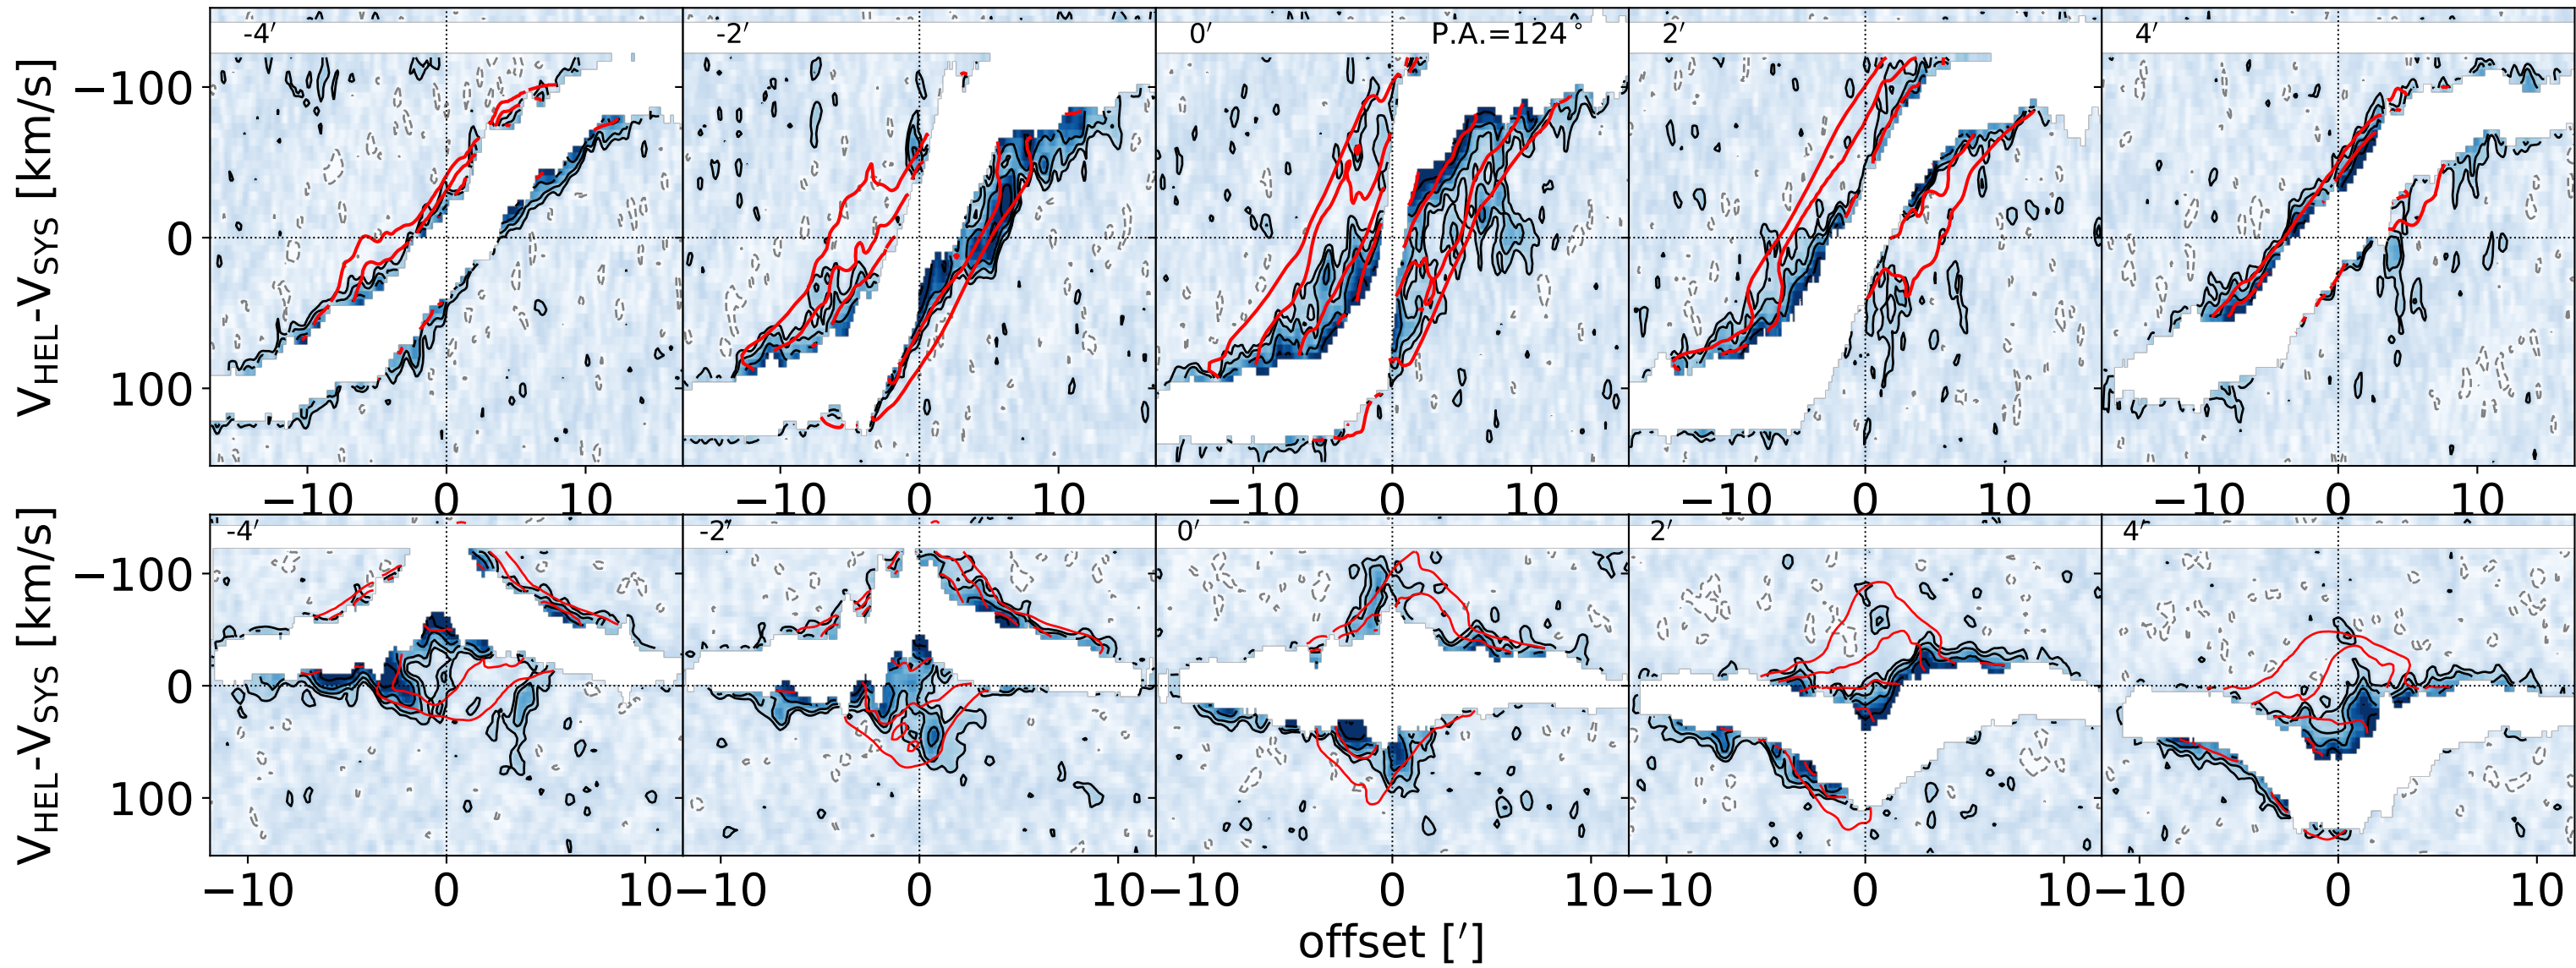 -4′ -2′ 0′ P.A.=124° 2′ 4′
V_HEL-V_SYS [km/s]
−100
0
100
−10 0 10 −10 0 10 −10 0 10 −10 0 10 −10 0 10
-4′ -2′ 0′ 2′ 4′
V_HEL-V_SYS [km/s]
−100
0
100
−10 0 10 −10 0 10 −10 0 10 −10 0 10 −10 0 10
offset [′]